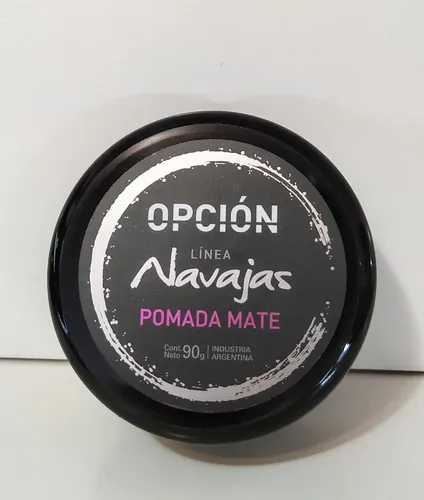 OPCIÓN
LÍNEA
Navajas
POMADA MATE
Cont. Neto 90g | INDUSTRIA ARGENTINA